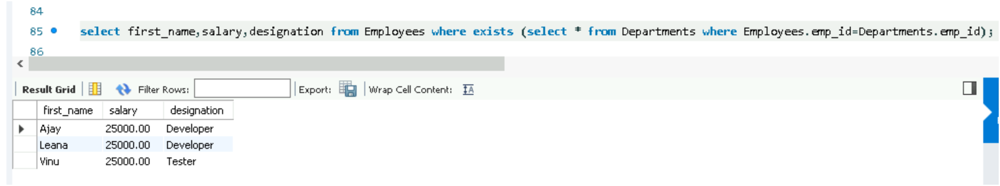 84
85 select first_name,salary,designation from Employees where exists (select * from Departments where Employees.emp_id=Departments.emp_id);
86
Result Grid Filter Rows: Export: Wrap Cell Content: IA
first_name salary designation
Ajay 25000.00 Developer
Leana 25000.00 Developer
Vinu 25000.00 Tester